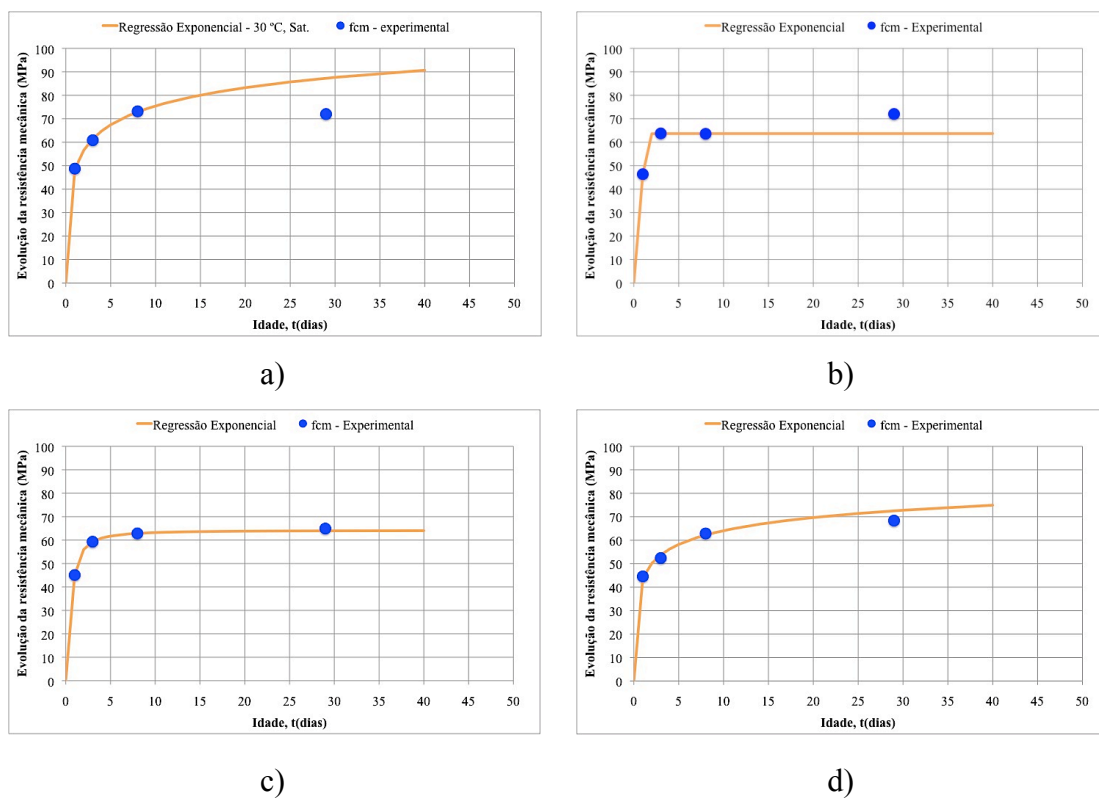 Regressão Exponencial - 30 ºC, Sat. fcm - experimental
Evolução da resistência mecânica (MPa)
100
90
80
70
60
50
40
30
20
10
0
0 5 10 15 20 25 30 35 40 45 50
Idade, t(dias)
a)
Regressão Exponencial fcm - Experimental
Evolução da resistência mecânica (MPa)
100
90
80
70
60
50
40
30
20
10
0
0 5 10 15 20 25 30 35 40 45 50
Idade, t(dias)
b)
Regressão Exponencial fcm - Experimental
Evolução da resistência mecânica (MPa)
100
90
80
70
60
50
40
30
20
10
0
0 5 10 15 20 25 30 35 40 45 50
Idade, t(dias)
c)
Regressão Exponencial fcm - Experimental
Evolução da resistência mecânica (MPa)
100
90
80
70
60
50
40
30
20
10
0
0 5 10 15 20 25 30 35 40 45 50
Idade, t(dias)
d)